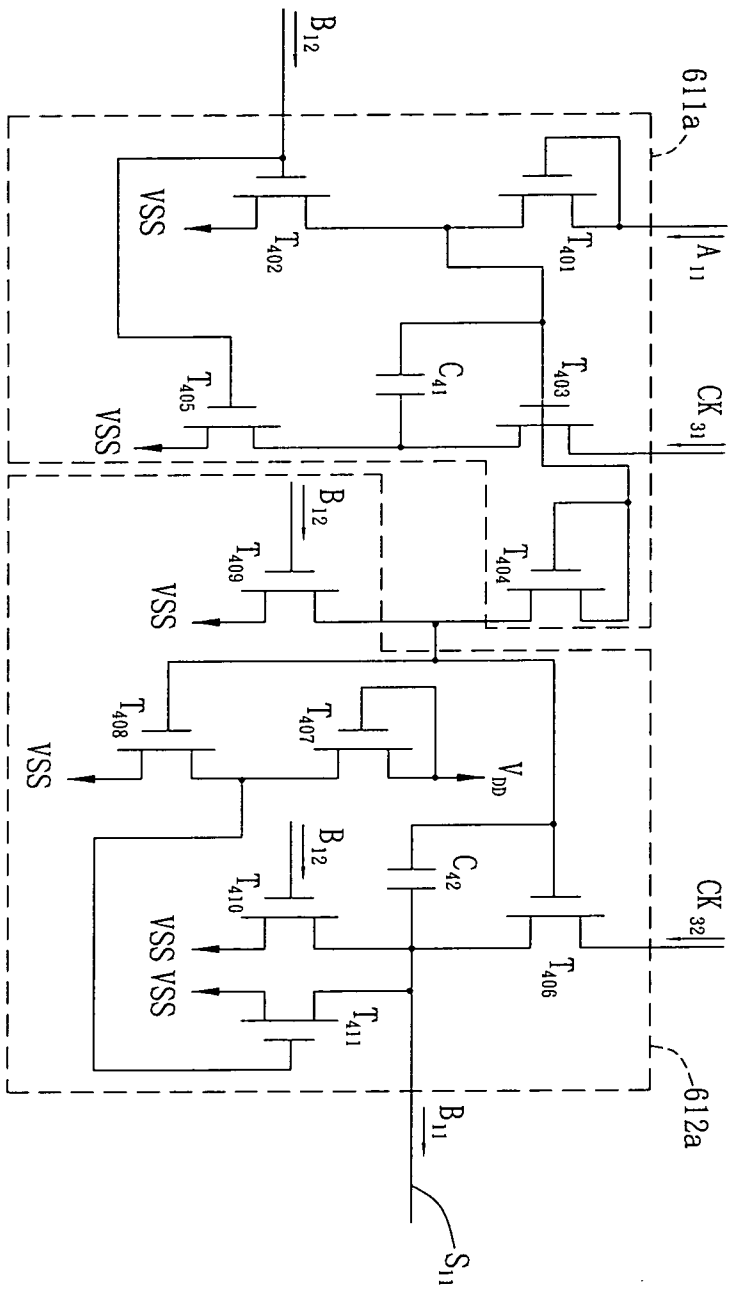 611a
A11
CK31
CK32
612a
B12
T401
T402
VSS
T403
C41
T405
VSS
T404
B12
T409
VSS
T407
VDD
T408
VSS
C42
T406
B12
T410
VSS
VSS
T411
B11
S11